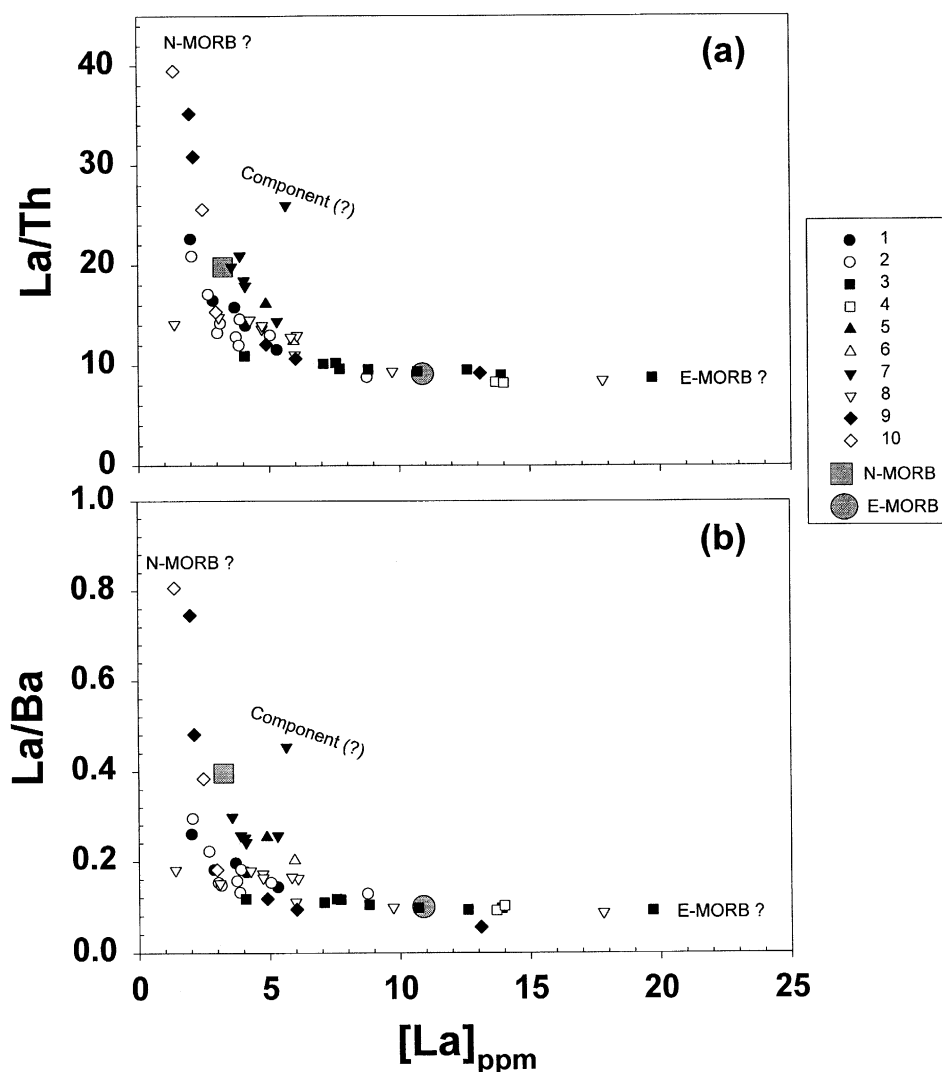 (a)
N-MORB ?
Component (?)
E-MORB ?
La/Th
40
30
20
10
0
(b)
N-MORB ?
Component (?)
E-MORB ?
La/Ba
1.0
0.8
0.6
0.4
0.2
0.0
0 5 10 15 20 25
[La]ppm
1
2
3
4
5
6
7
8
9
10
N-MORB
E-MORB